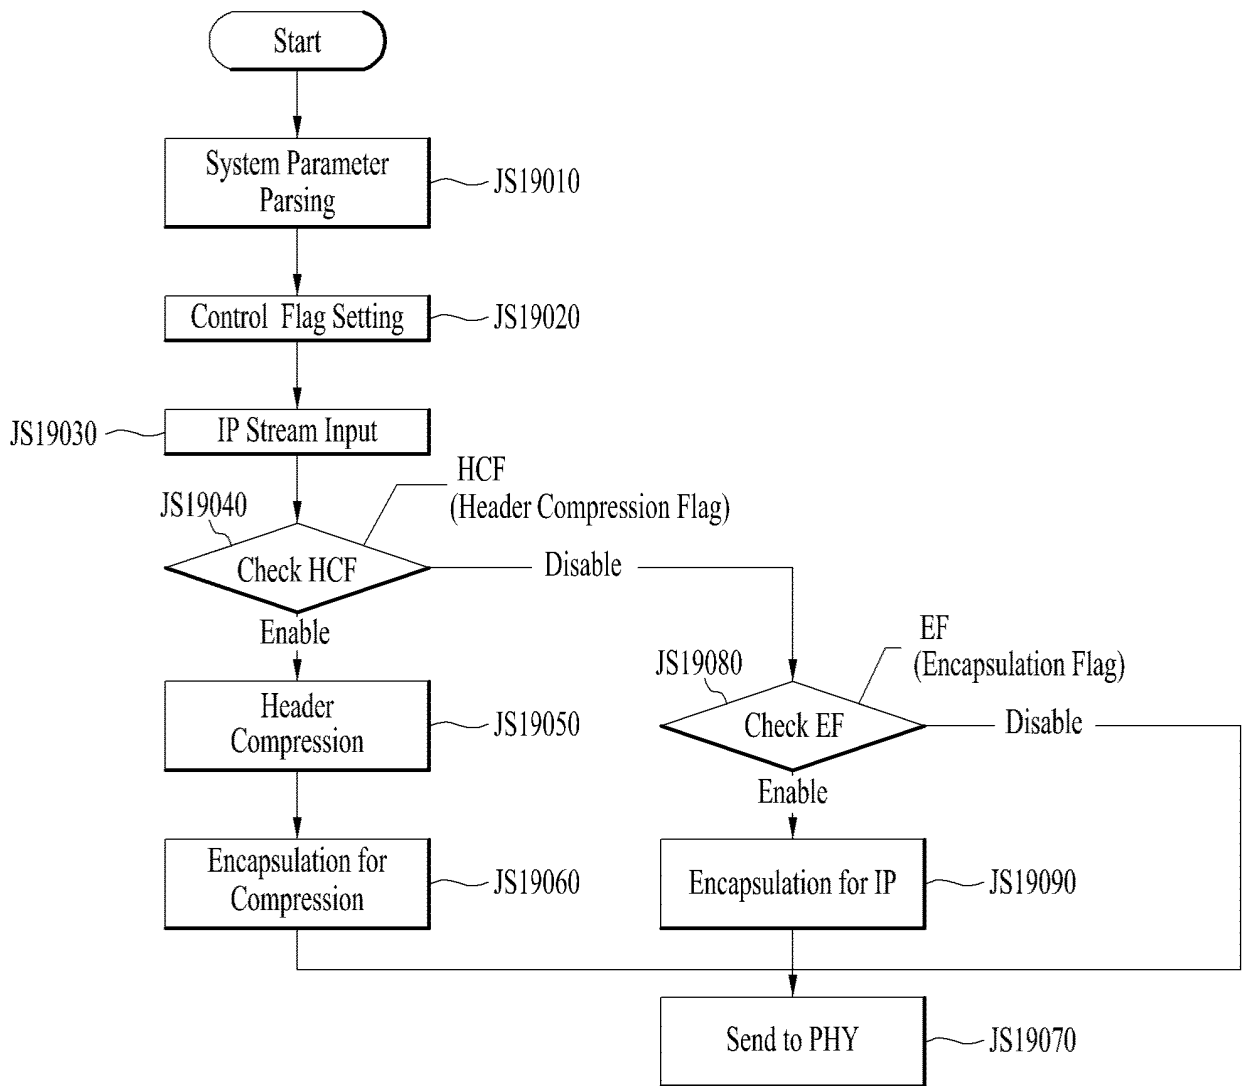 Start
System Parameter
Parsing
JS19010
Control Flag Setting
JS19020
JS19030
IP Stream Input
HCF
(Header Compression Flag)
JS19040
Check HCF
Disable
Enable
EF
(Encapsulation Flag)
JS19080
Check EF
Disable
Enable
Header
Compression
JS19050
Encapsulation for
Compression
JS19060
Encapsulation for IP
JS19090
Send to PHY
JS19070